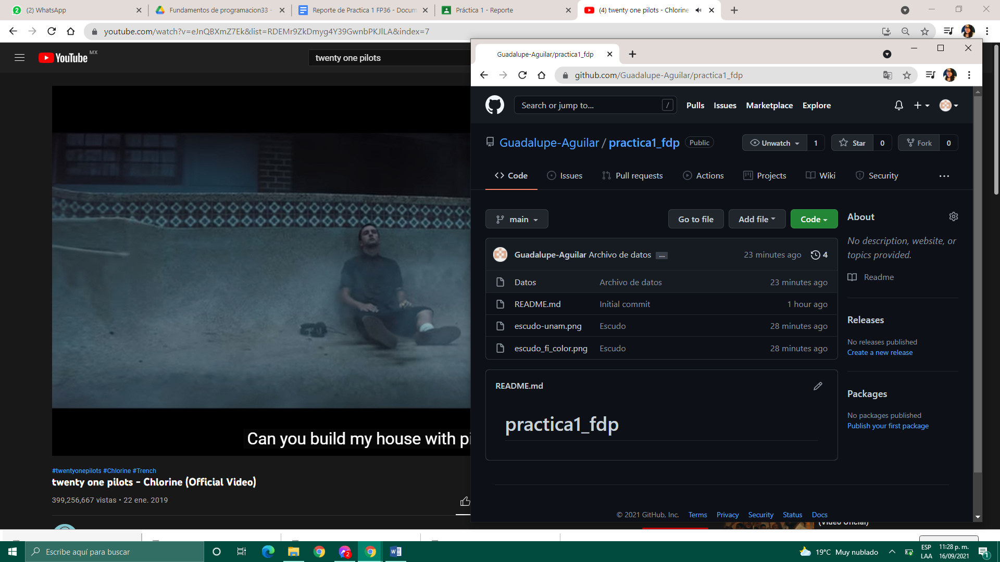 (2) WhatsApp
Fundamentos de programacion33 -
Reporte de Practica 1 FP36 - Docum
Práctica 1 - Reporte
(4) twenty one pilots - Chlorine
youtube.com/watch?v=eJnQBXmZ7Ek&list=RDEMr9ZkDmyg4Y39GwnbPKJlLA&index=7
YouTube MX
twenty one pilots
Can you build my house with pi
#twentyonepilots #Chlorine #Trench
twenty one pilots - Chlorine (Official Video)
399,256,667 vistas • 22 ene. 2019
Guadalupe-Aguilar/practica1_fdp
github.com/Guadalupe-Aguilar/practica1_fdp
Search or jump to... /
Pulls Issues Marketplace Explore
Guadalupe-Aguilar / practica1_fdp Public
Unwatch 1 Star 0 Fork 0
Code Issues Pull requests Actions Projects Wiki Security ...
main Go to file Add file Code
Guadalupe-Aguilar Archivo de datos ... 23 minutes ago 4
Datos Archivo de datos 23 minutes ago
README.md Initial commit 1 hour ago
escudo-unam.png Escudo 28 minutes ago
escudo_fi_color.png Escudo 28 minutes ago
README.md
practica1_fdp
About
No description, website, or
topics provided.
Readme
Releases
No releases published
Create a new release
Packages
No packages published
Publish your first package
© 2021 GitHub, Inc. Terms Privacy Security Status Docs
(Video Oficial)
Escribe aquí para buscar
2
19°C Muy nublado
ESP
LAA
11:28 p. m.
16/09/2021
1